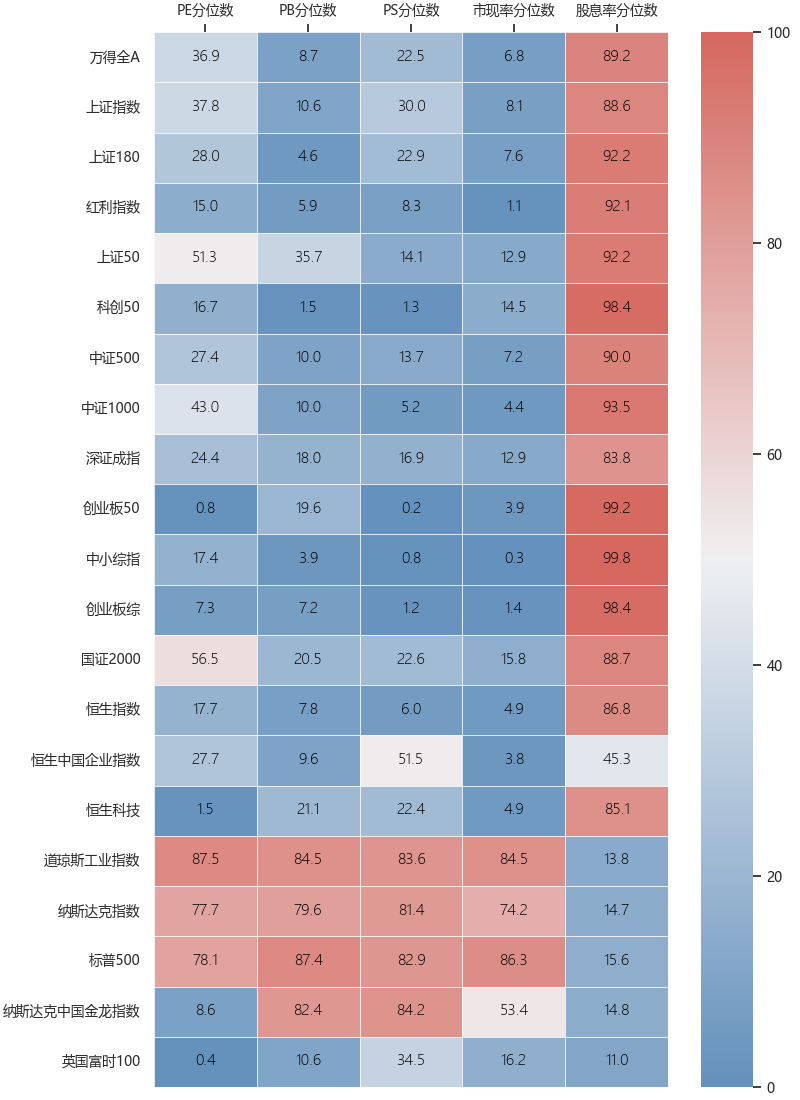 PE分位数 PB分位数 PS分位数 市现率分位数 股息率分位数
万得全A 36.9 8.7 22.5 6.8 89.2
上证指数 37.8 10.6 30.0 8.1 88.6
上证180 28.0 4.6 22.9 7.6 92.2
红利指数 15.0 5.9 8.3 1.1 92.1
上证50 51.3 35.7 14.1 12.9 92.2
科创50 16.7 1.5 1.3 14.5 98.4
中证500 27.4 10.0 13.7 7.2 90.0
中证1000 43.0 10.0 5.2 4.4 93.5
深证成指 24.4 18.0 16.9 12.9 83.8
创业板50 0.8 19.6 0.2 3.9 99.2
中小综指 17.4 3.9 0.8 0.3 99.8
创业板综 7.3 7.2 1.2 1.4 98.4
国证2000 56.5 20.5 22.6 15.8 88.7
恒生指数 17.7 7.8 6.0 4.9 86.8
恒生中国企业指数 27.7 9.6 51.5 3.8 45.3
恒生科技 1.5 21.1 22.4 4.9 85.1
道琼斯工业指数 87.5 84.5 83.6 84.5 13.8
纳斯达克指数 77.7 79.6 81.4 74.2 14.7
标普500 78.1 87.4 82.9 86.3 15.6
纳斯达克中国金龙指数 8.6 82.4 84.2 53.4 14.8
英国富时100 0.4 10.6 34.5 16.2 11.0
100
80
60
40
20
0